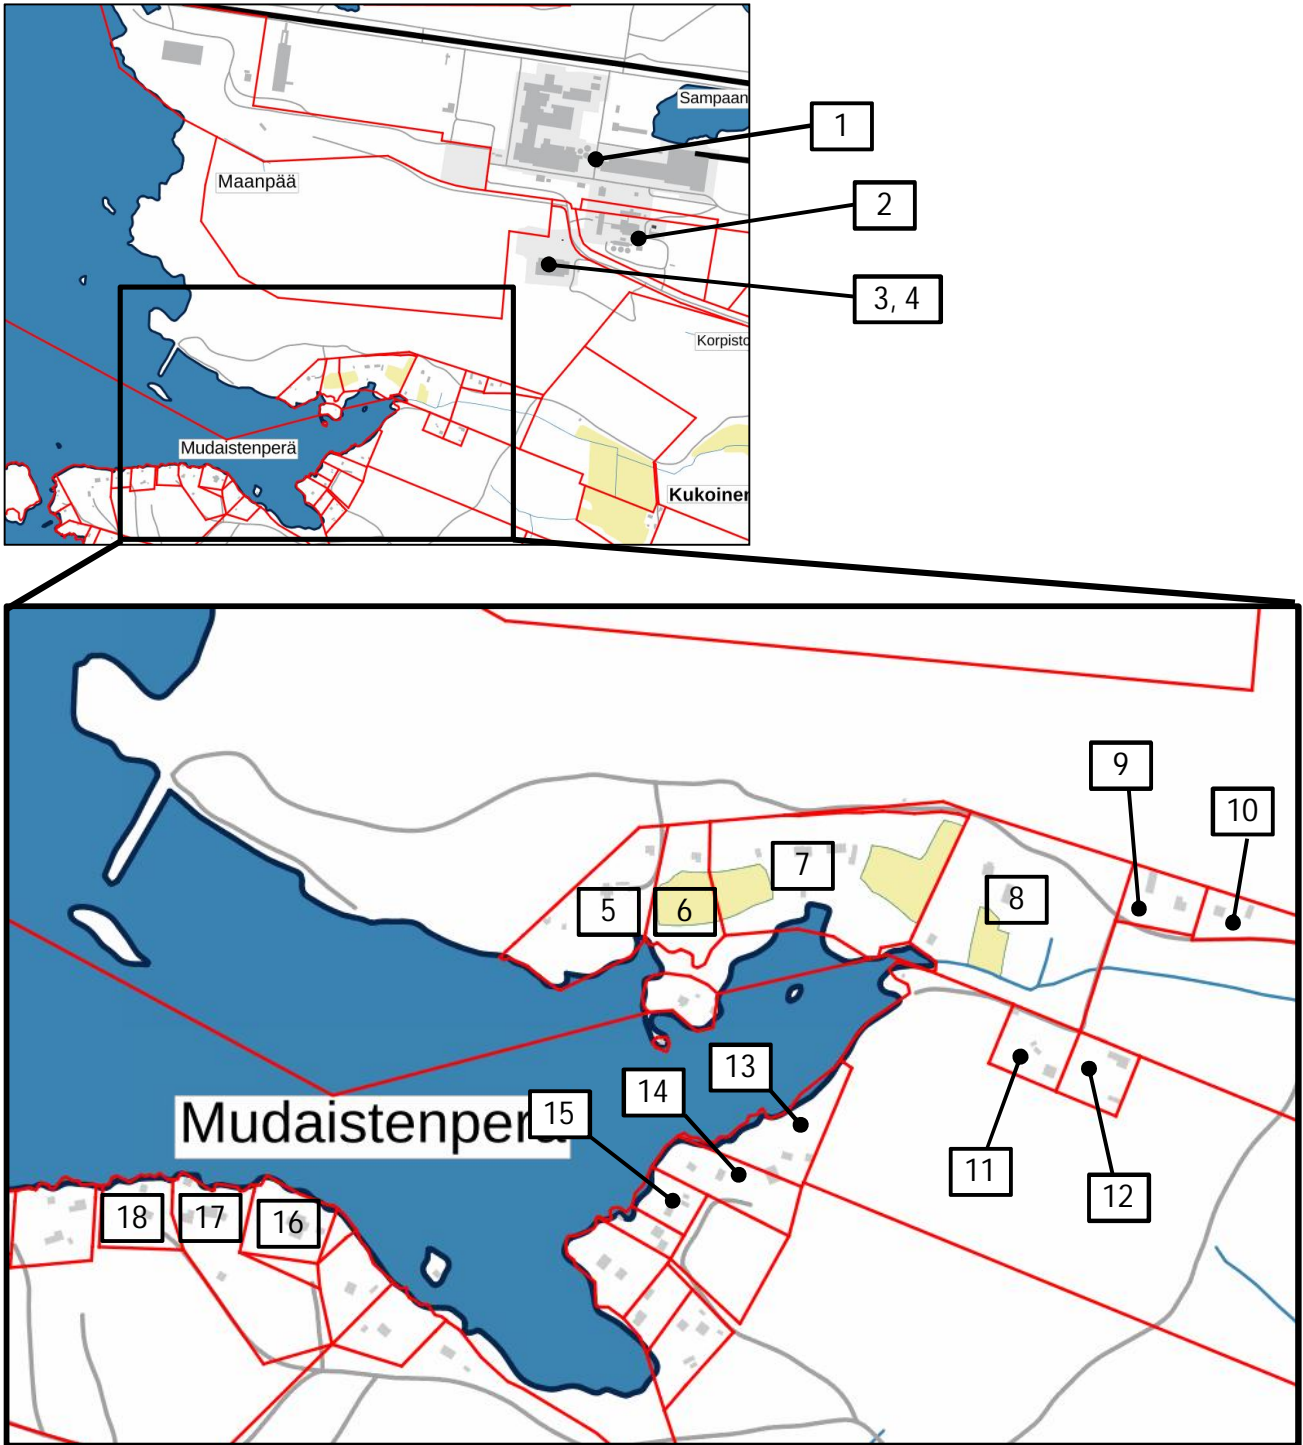 Sampaan
1
Maanpää
2
3, 4
Korpisto
Mudaistenperä
Kukoinen
9
10
7
5
6
8
13
14
15
Mudaistenperä
11
12
18
17
16